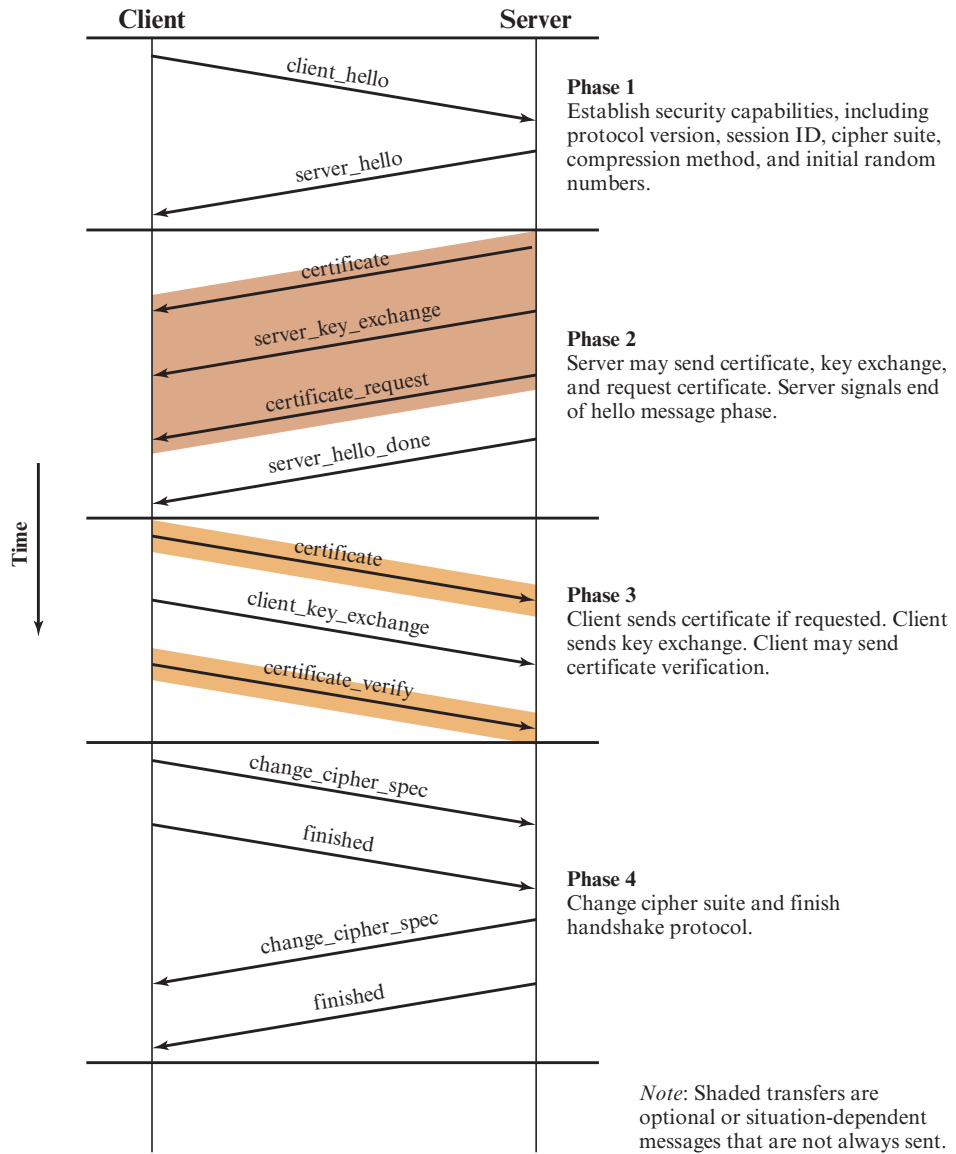 Client
Server
client_hello
Phase 1
Establish security capabilities, including
protocol version, session ID, cipher suite,
compression method, and initial random
numbers.
server_hello
certificate
server_key_exchange
Phase 2
Server may send certificate, key exchange,
and request certificate. Server signals end
of hello message phase.
certificate_request
server_hello_done
Time
certificate
client_key_exchange
Phase 3
Client sends certificate if requested. Client
sends key exchange. Client may send
certificate verification.
certificate_verify
change_cipher_spec
finished
Phase 4
Change cipher suite and finish
handshake protocol.
change_cipher_spec
finished
Note: Shaded transfers are
optional or situation-dependent
messages that are not always sent.